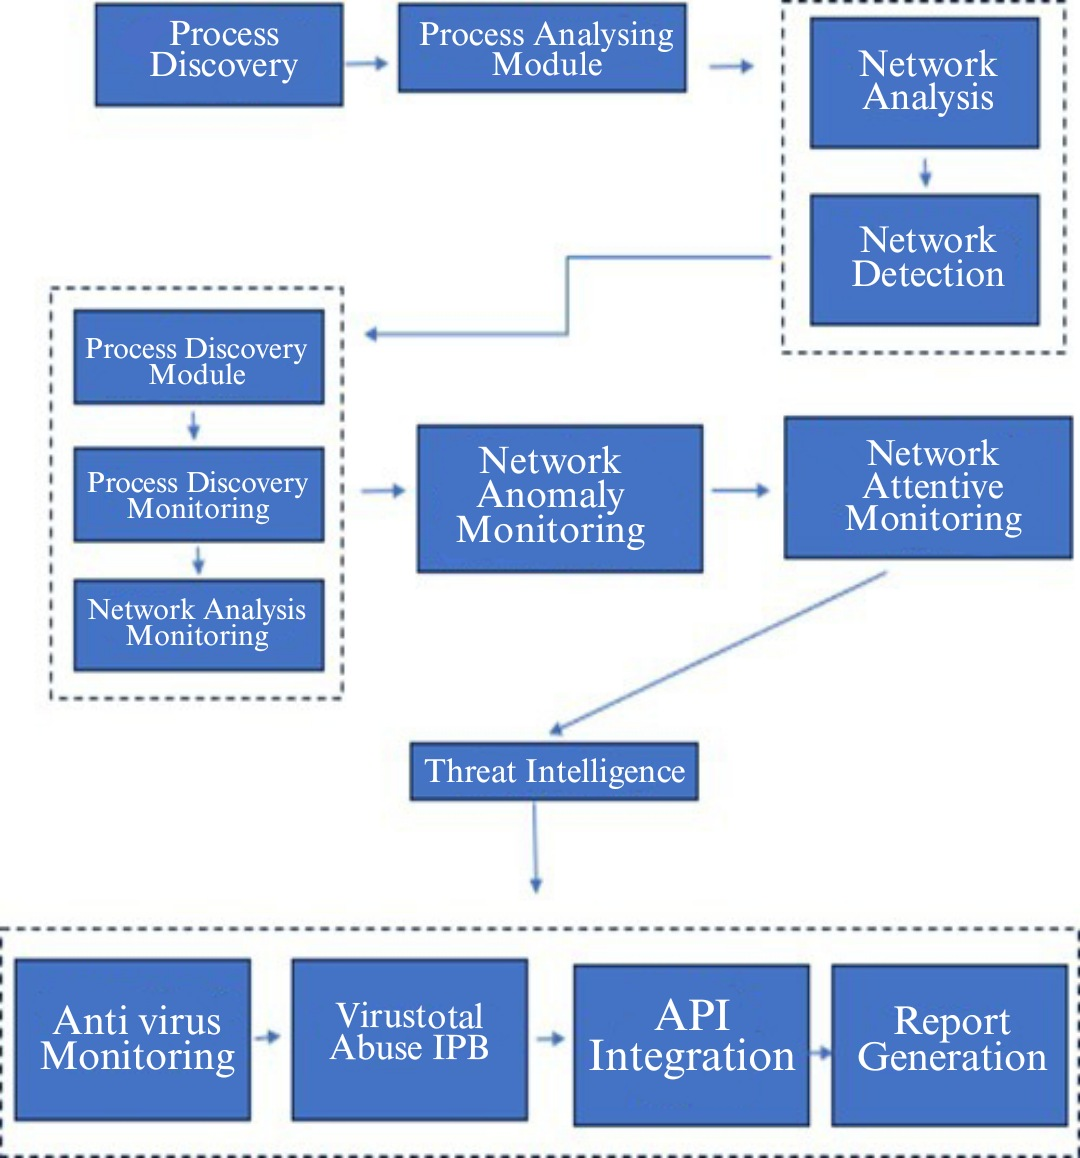 Process
Discovery
Process Analysing
Module
Network
Analysis
Network
Detection
Process Discovery
Module
Process Discovery
Monitoring
Network Analysis
Monitoring
Network
Anomaly
Monitoring
Network
Attentive
Monitoring
Threat Intelligence
Anti virus
Monitoring
Virustotal
Abuse IPB
API
Integration
Report
Generation